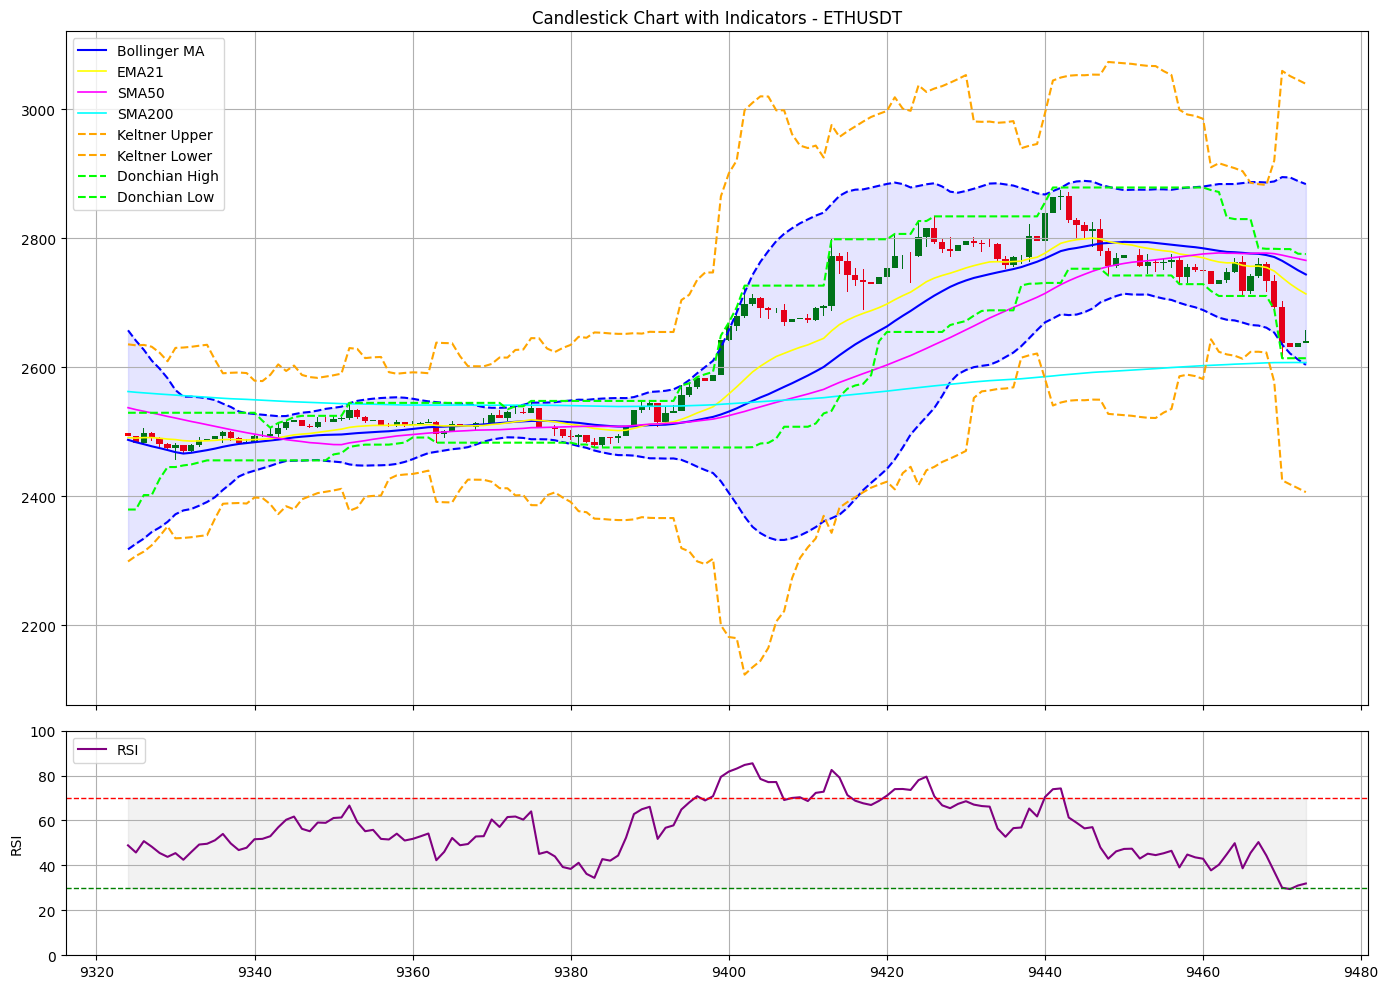 Candlestick Chart with Indicators - ETHUSDT
Bollinger MA
EMA21
SMA50
SMA200
Keltner Upper
Keltner Lower
Donchian High
Donchian Low
3000
2800
2600
2400
2200
RSI
100
80
60
40
20
0
RSI
9320 9340 9360 9380 9400 9420 9440 9460 9480